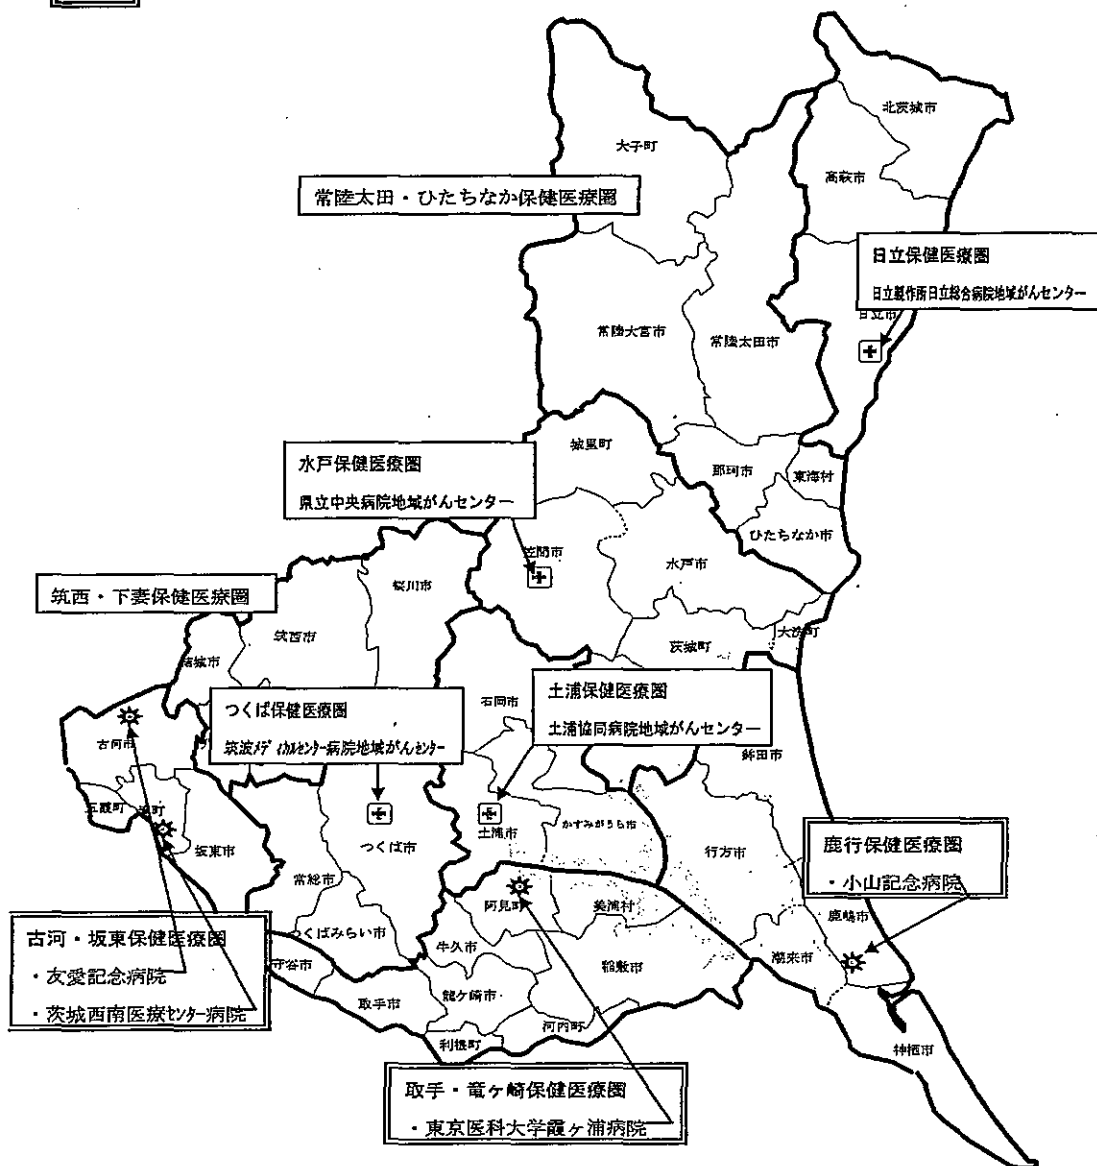 北茨城市
大子町
高萩市
常陸太田・ひたちなか保健医療圏
日立保健医療圏
日立製作所日立総合病院地域がんセンター
日立市
常陸大宮市
常陸太田市
城里町
水戸保健医療圏
県立中央病院地域がんセンター
那珂市
東海村
ひたちなか市
笠間市
水戸市
桜川市
筑西・下妻保健医療圏
筑西市
茨城町
大洗町
結城市
石岡市
つくば保健医療圏
筑波メディカルセンター病院地域がんセンター
土浦保健医療圏
土浦協同病院地域がんセンター
古河市
鉾田市
五霞町
境町
坂東市
つくば市
土浦市
かすみがうら市
行方市
鹿行保健医療圏
・小山記念病院
常総市
阿見町
美浦村
鹿嶋市
古河・坂東保健医療圏
・友愛記念病院
・茨城西南医療センター病院
つくばみらい市
牛久市
稲敷市
潮来市
守谷市
取手市
龍ケ崎市
河内町
利根町
神栖市
取手・竜ケ崎保健医療圏
・東京医科大学霞ヶ浦病院